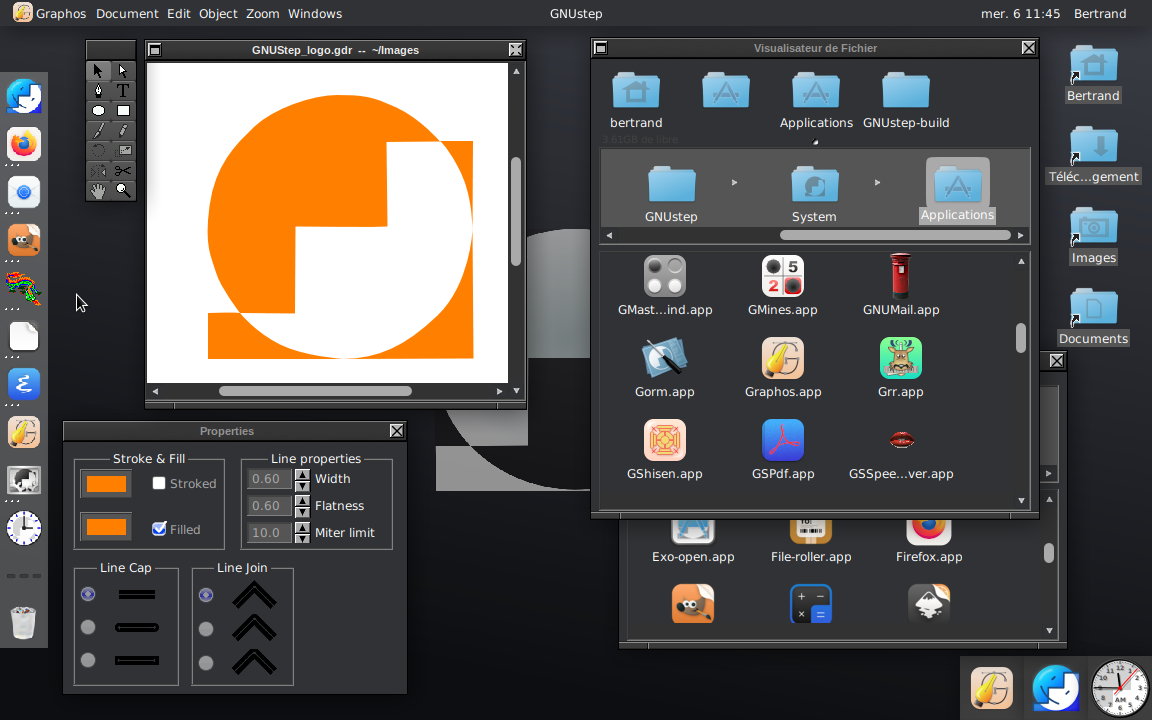 Graphos Document Edit Object Zoom Windows GNUstep mer. 6 11:45 Bertrand
GNUStep_logo.gdr -- ~/Images
T
Properties
Stroke & Fill
Stroked
Filled
Line properties
0.60 Width
0.60 Flatness
10.0 Miter limit
Line Cap
Line Join
Visualisateur de Fichier
bertrand
Applications
GNUstep-build
3.61GB de libre
GNUstep
System
Applications
GMast...ind.app
GMines.app
GNUMail.app
Gorm.app
Graphos.app
Grr.app
GShisen.app
GSPdf.app
GSSpee...ver.app
Exo-open.app
File-roller.app
Firefox.app
Bertrand
Téléc...gement
Images
Documents
AM